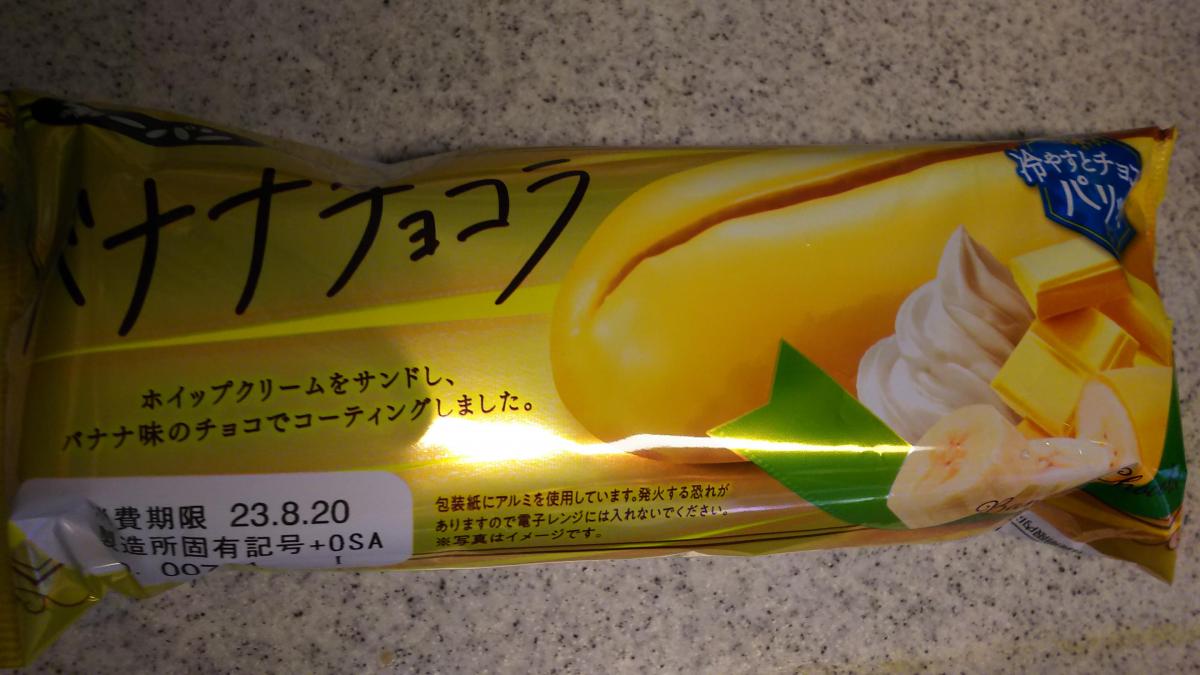 バナナチョコラ
冷やすとチョコ
パリッ
ホイップクリームをサンドし、
バナナ味のチョコでコーティングしました。
消費期限 23.8.20
製造所固有記号+OSA
包装紙にアルミを使用しています。発火する恐れが
ありますので電子レンジには入れないでください。
※写真はイメージです。